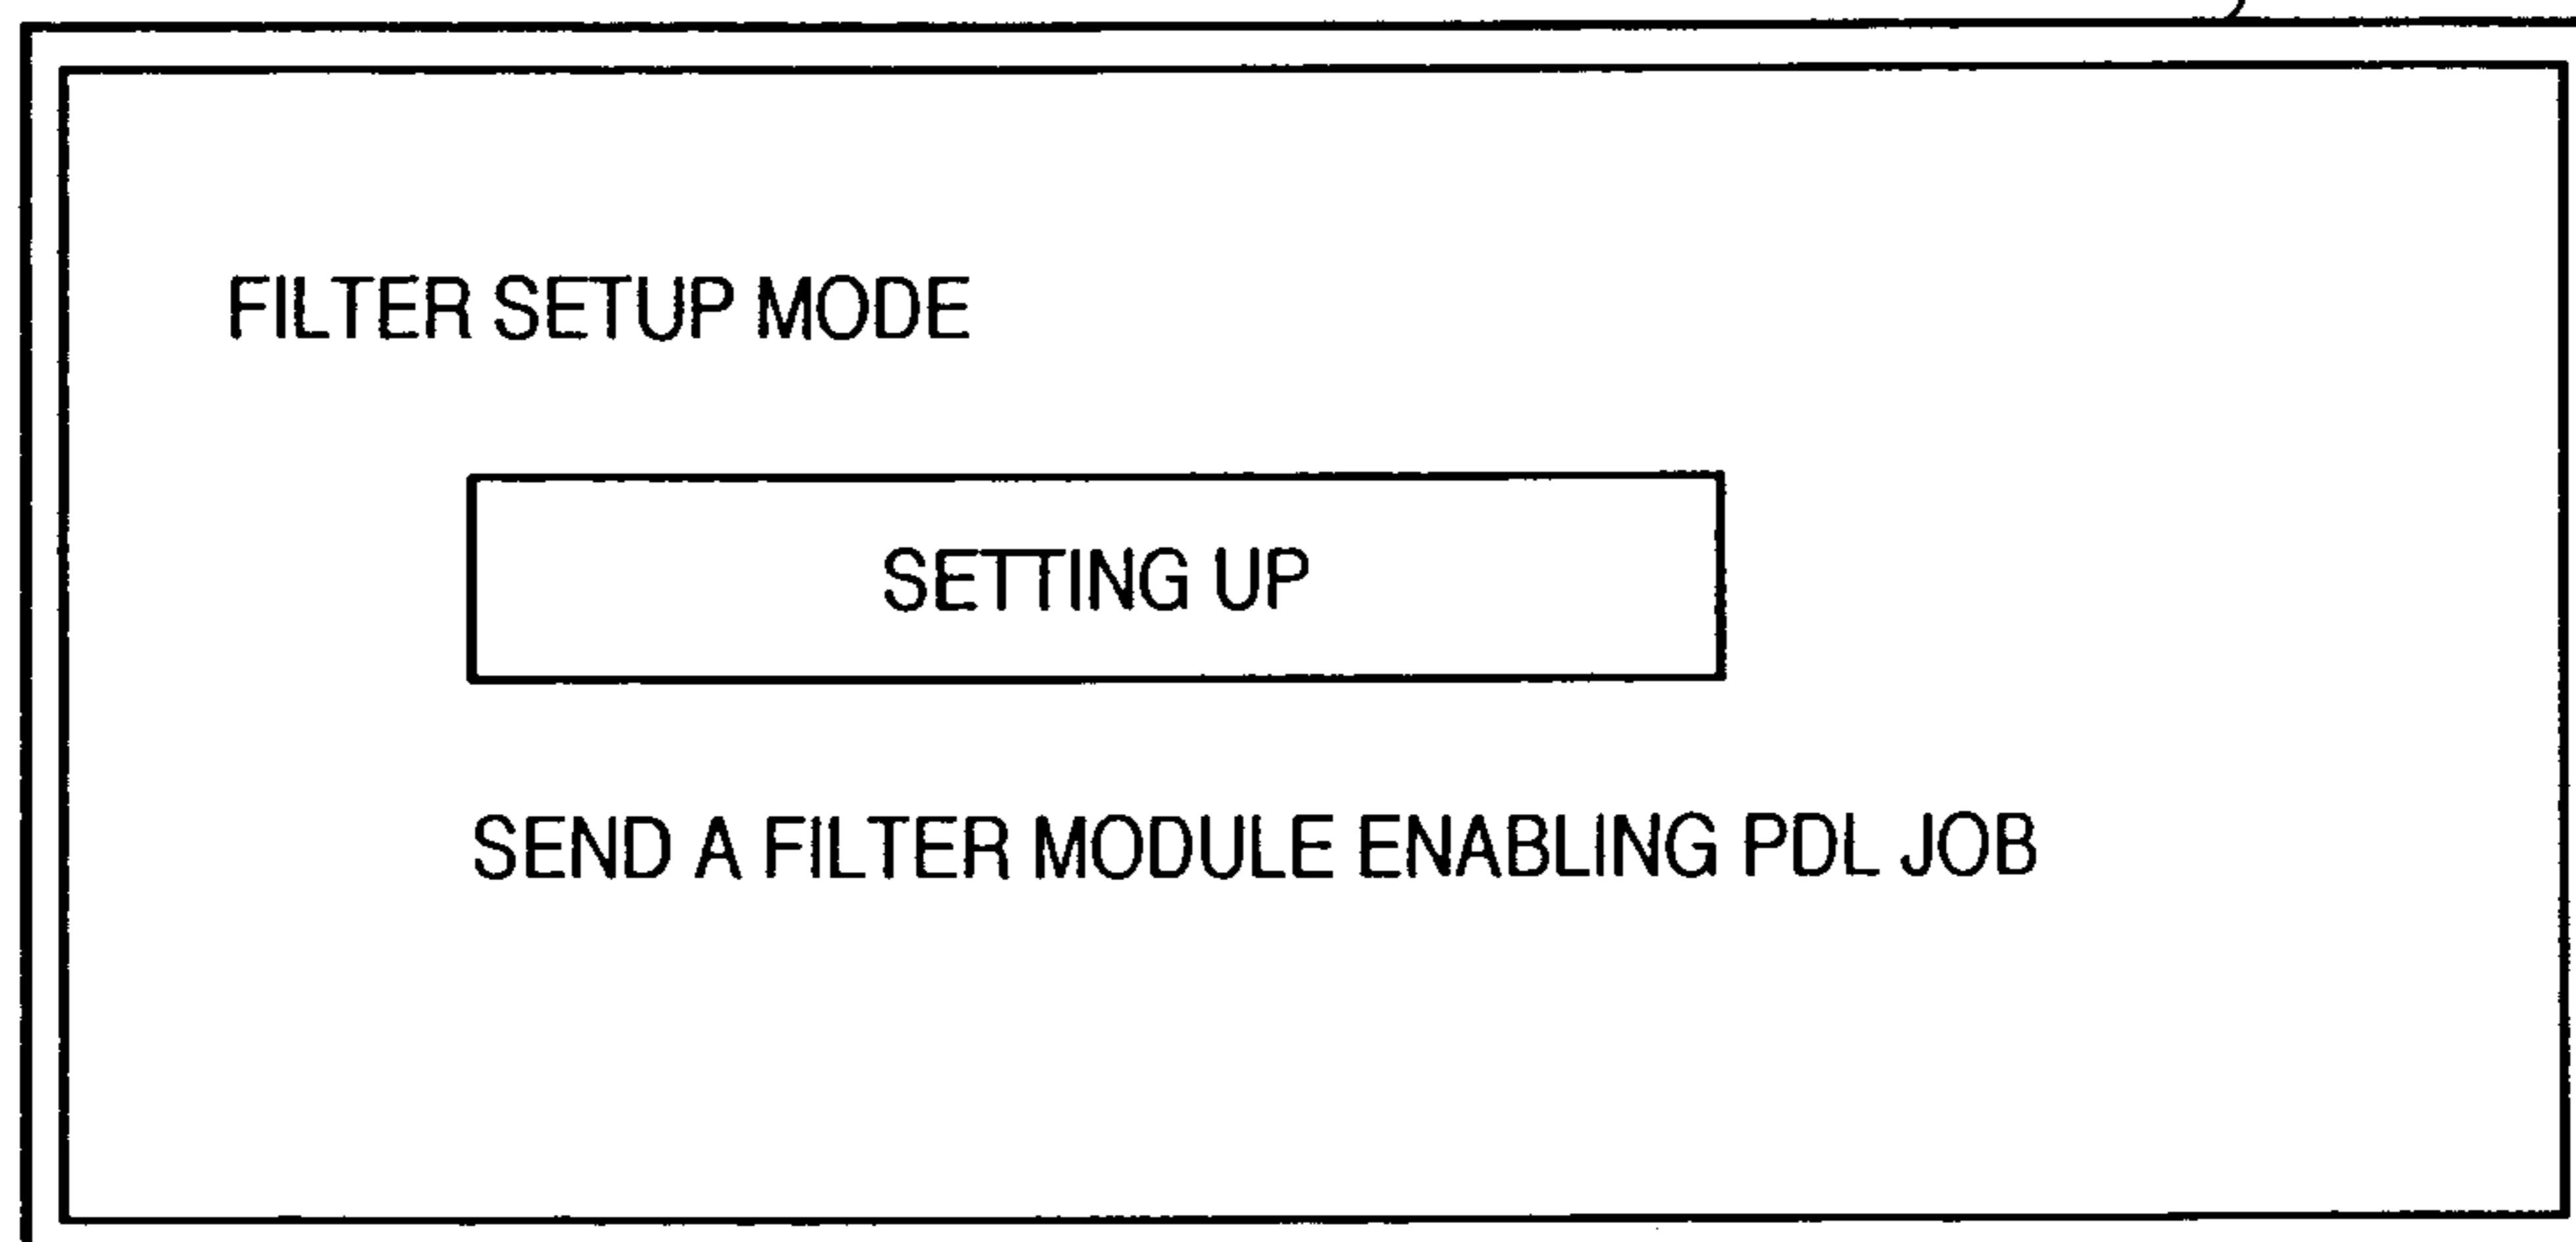 FILTER SETUP MODE
SETTING UP
SEND A FILTER MODULE ENABLING PDL JOB